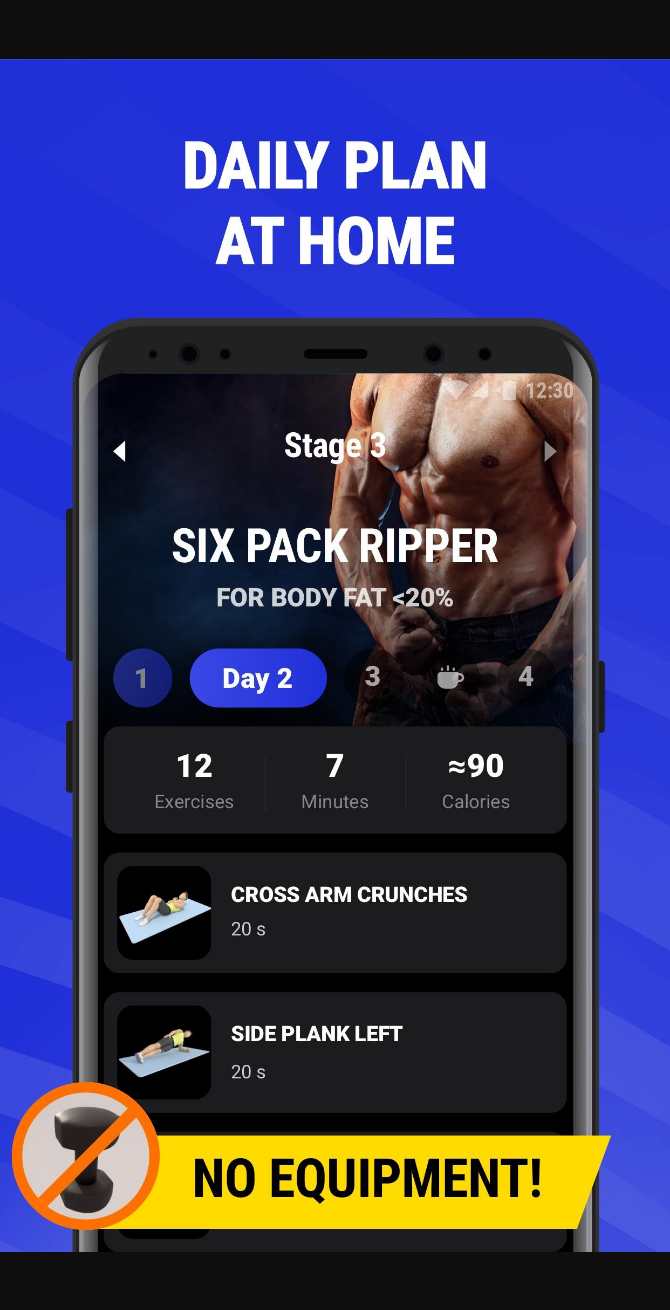 DAILY PLAN
AT HOME
12:30
Stage 3
SIX PACK RIPPER
FOR BODY FAT <20%
1 Day 2 3 4
12 7 ≈90
Exercises Minutes Calories
CROSS ARM CRUNCHES
20 s
SIDE PLANK LEFT
20 s
NO EQUIPMENT!